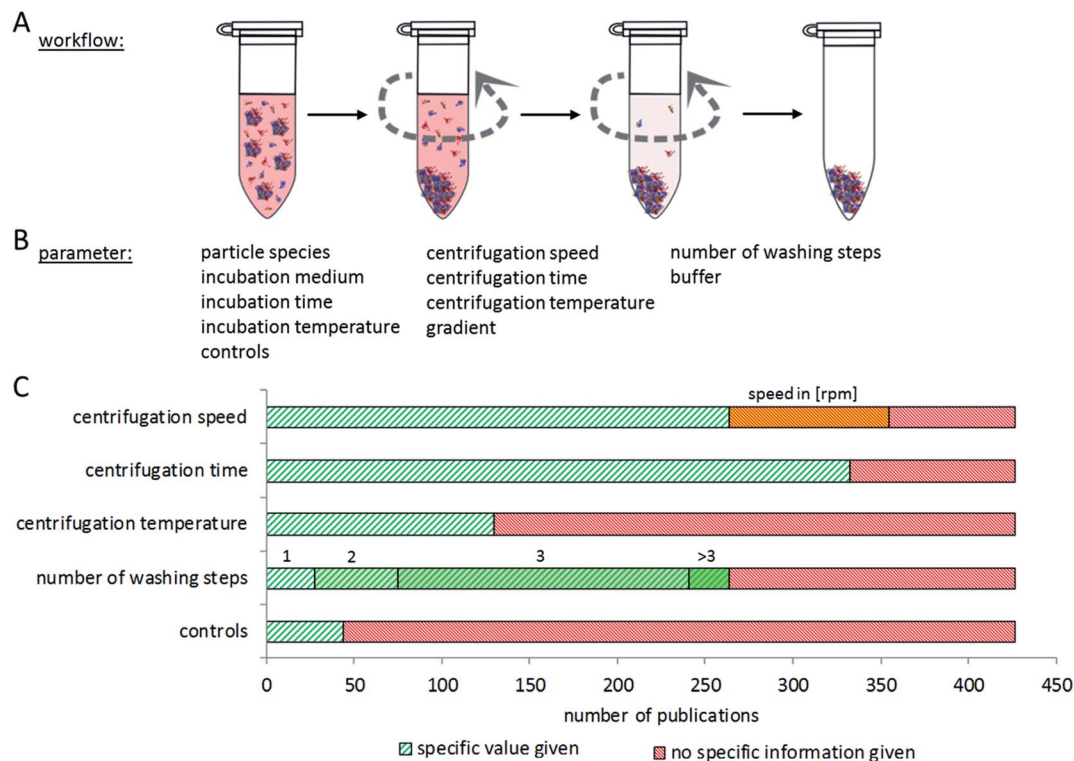 A
workflow:
B
parameter:
particle species
incubation medium
incubation time
incubation temperature
controls
centrifugation speed
centrifugation time
centrifugation temperature
gradient
number of washing steps
buffer
C
speed in [rpm]
centrifugation speed
centrifugation time
centrifugation temperature
1 2 3 >3
number of washing steps
controls
0 50 100 150 200 250 300 350 400 450
number of publications
specific value given no specific information given